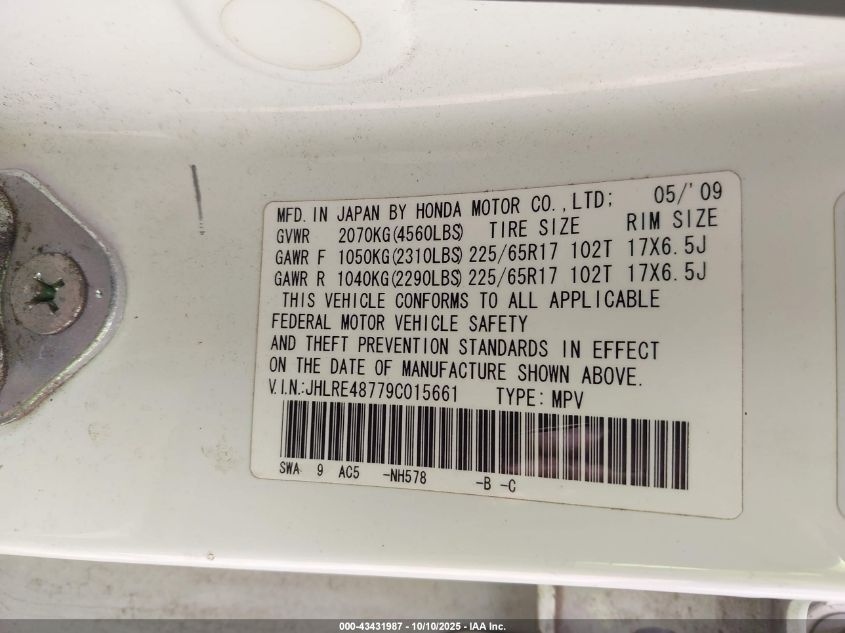 MFD. IN JAPAN BY HONDA MOTOR CO.,LTD; 05/'09
GVWR 2070KG(4560LBS) TIRE SIZE RIM SIZE
GAWR F 1050KG(2310LBS) 225/65R17 102T 17X6.5J
GAWR R 1040KG(2290LBS) 225/65R17 102T 17X6.5J
THIS VEHICLE CONFORMS TO ALL APPLICABLE
FEDERAL MOTOR VEHICLE SAFETY
AND THEFT PREVENTION STANDARDS IN EFFECT
ON THE DATE OF MANUFACTURE SHOWN ABOVE.
V.I.N.:JHLRE48779C015661 TYPE: MPV
SWA 9 AC5 -NH578 -B -C
000-43431987 - 10/10/2025 - IAA Inc.